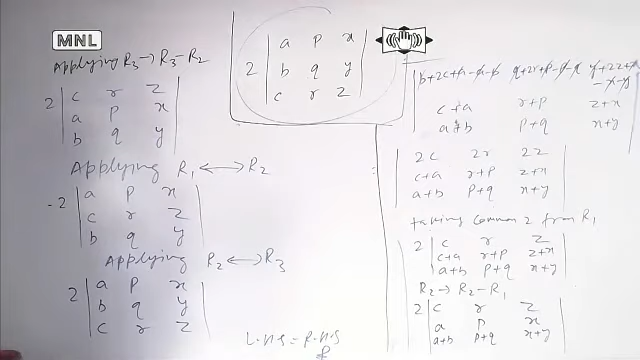 MNL
Applying R3→R3-R2
2 | c r z |
| a p x |
| b q y |
Applying R1 ↔ R2
-2 | a p x |
| c r z |
| b q y |
Applying R2 ↔ R3
2 | a p x |
| b q y |
| c r z |
2 | a p x |
| b q y |
| c r z |
c+a r+p z+x
a+b p+q x+y
| 2c 2r 2z |
| c+a r+p z+x |
| a+b p+q x+y |
taking Common 2 from R1
2 | c r z |
| c+a r+p z+x |
| a+b p+q x+y |
R2→R2-R1
2 | c r z |
| a p x |
| a+b p+q x+y |
L.H.S = R.H.S